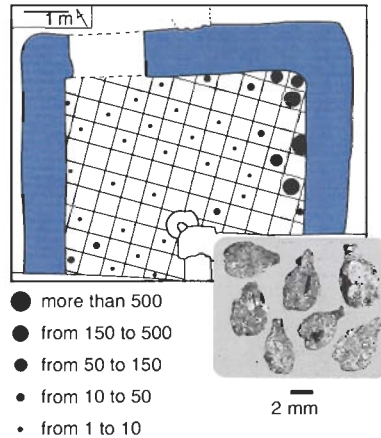 1 m
more than 500
from 150 to 500
from 50 to 150
from 10 to 50
from 1 to 10
2 mm